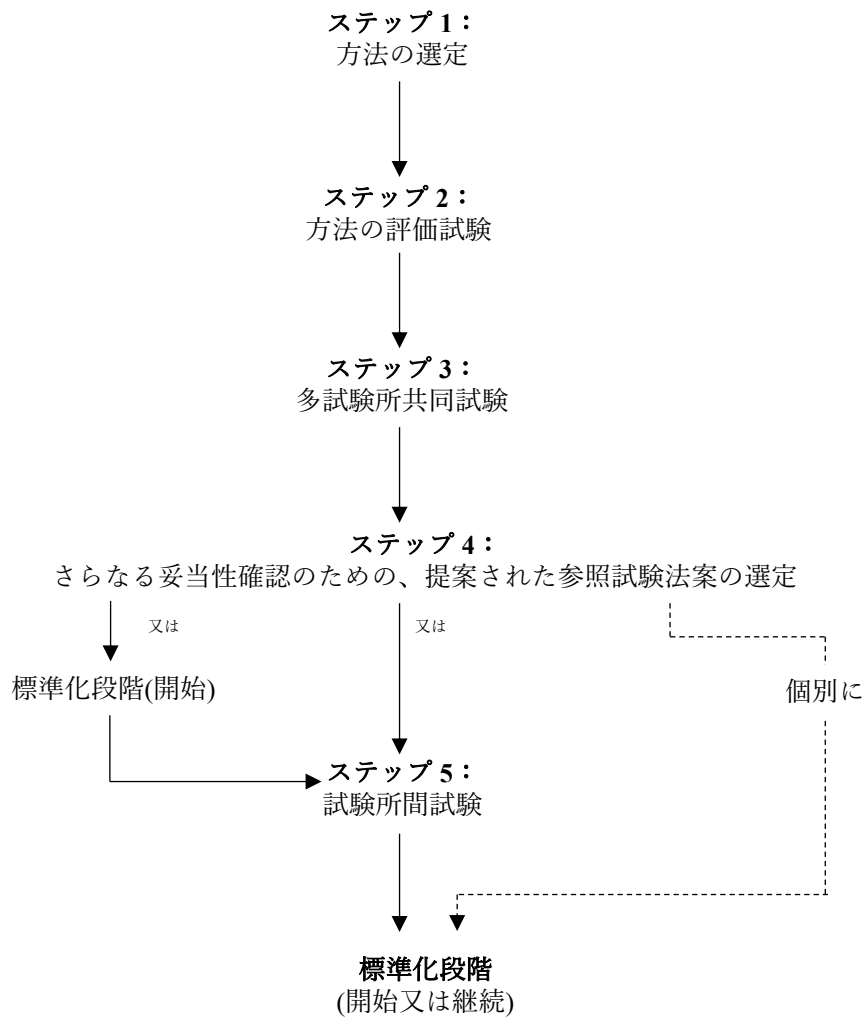 ステップ 1：
方法の選定
ステップ 2：
方法の評価試験
ステップ 3：
多試験所共同試験
ステップ 4：
さらなる妥当性確認のための、提案された参照試験法案の選定
又は
又は
標準化段階(開始)
個別に
ステップ 5：
試験所間試験
標準化段階
(開始又は継続)